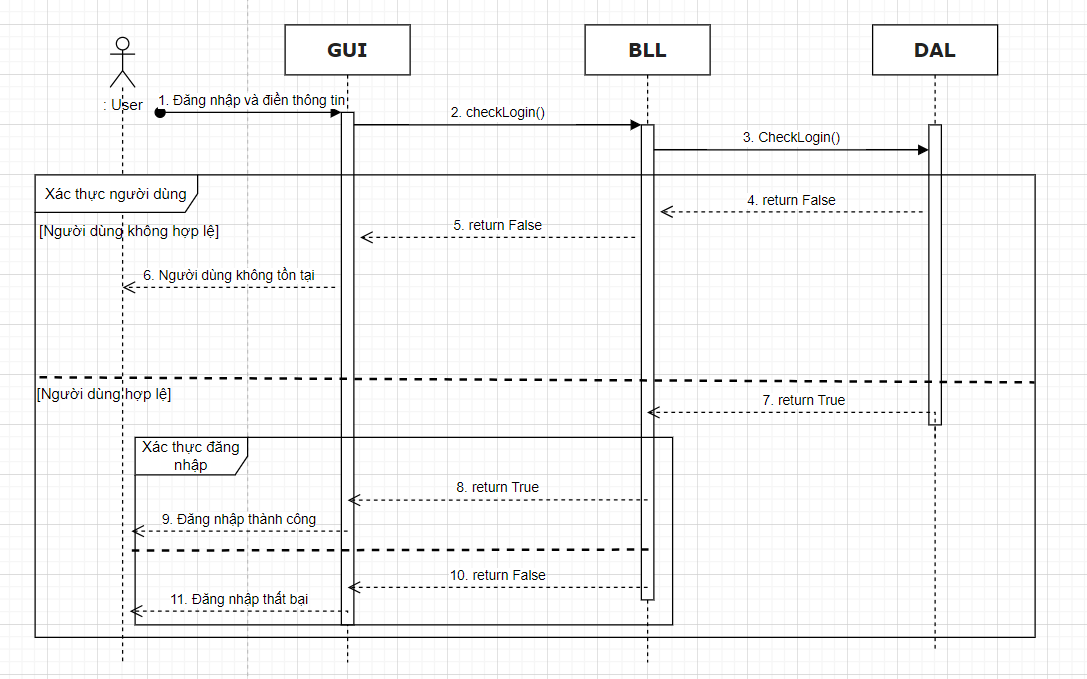 GUI
BLL
DAL
: User
1. Đăng nhập và điền thông tin
2. checkLogin()
3. CheckLogin()
Xác thực người dùng
4. return False
[Người dùng không hợp lệ]
5. return False
6. Người dùng không tồn tại
[Người dùng hợp lệ]
7. return True
Xác thực đăng
nhập
8. return True
9. Đăng nhập thành công
10. return False
11. Đăng nhập thất bại